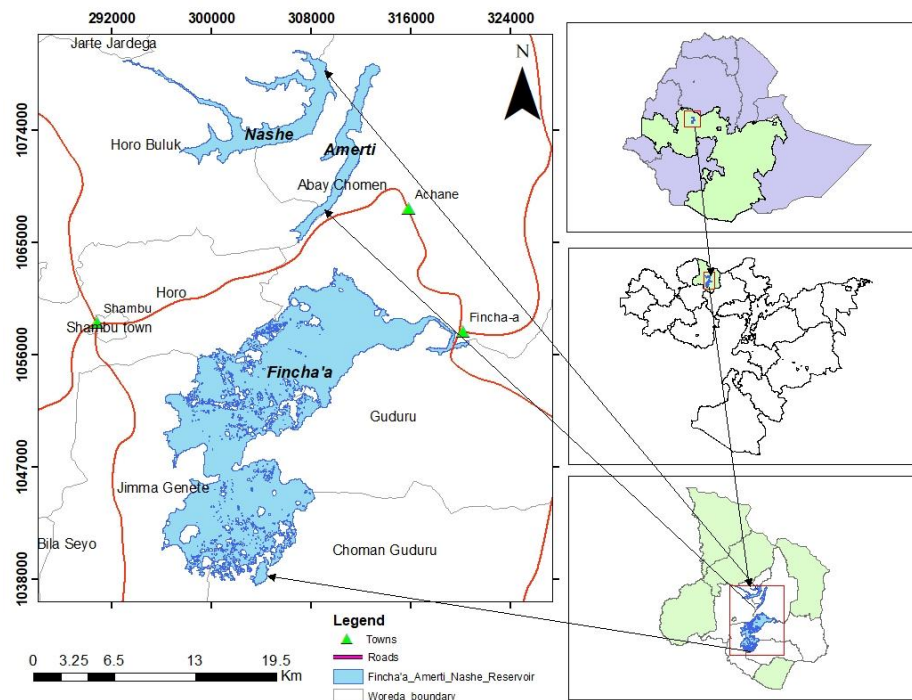 292000 300000 308000 316000 324000
Jarte Jardega
N
1074000
Nashe
Horo Buluk
Amerti
Abay Chomen
Achane
1065000
Horo
Shambu
Shambu town
Fincha-a
1056000
Fincha'a
Guduru
1047000
Jimma Genete
Bila Seyo
Choman Guduru
1038000
Legend
Towns
Roads
Fincha'a_Amerti_Nashe_Reservoir
Woreda_boundary
0 3.25 6.5 13 19.5
Km